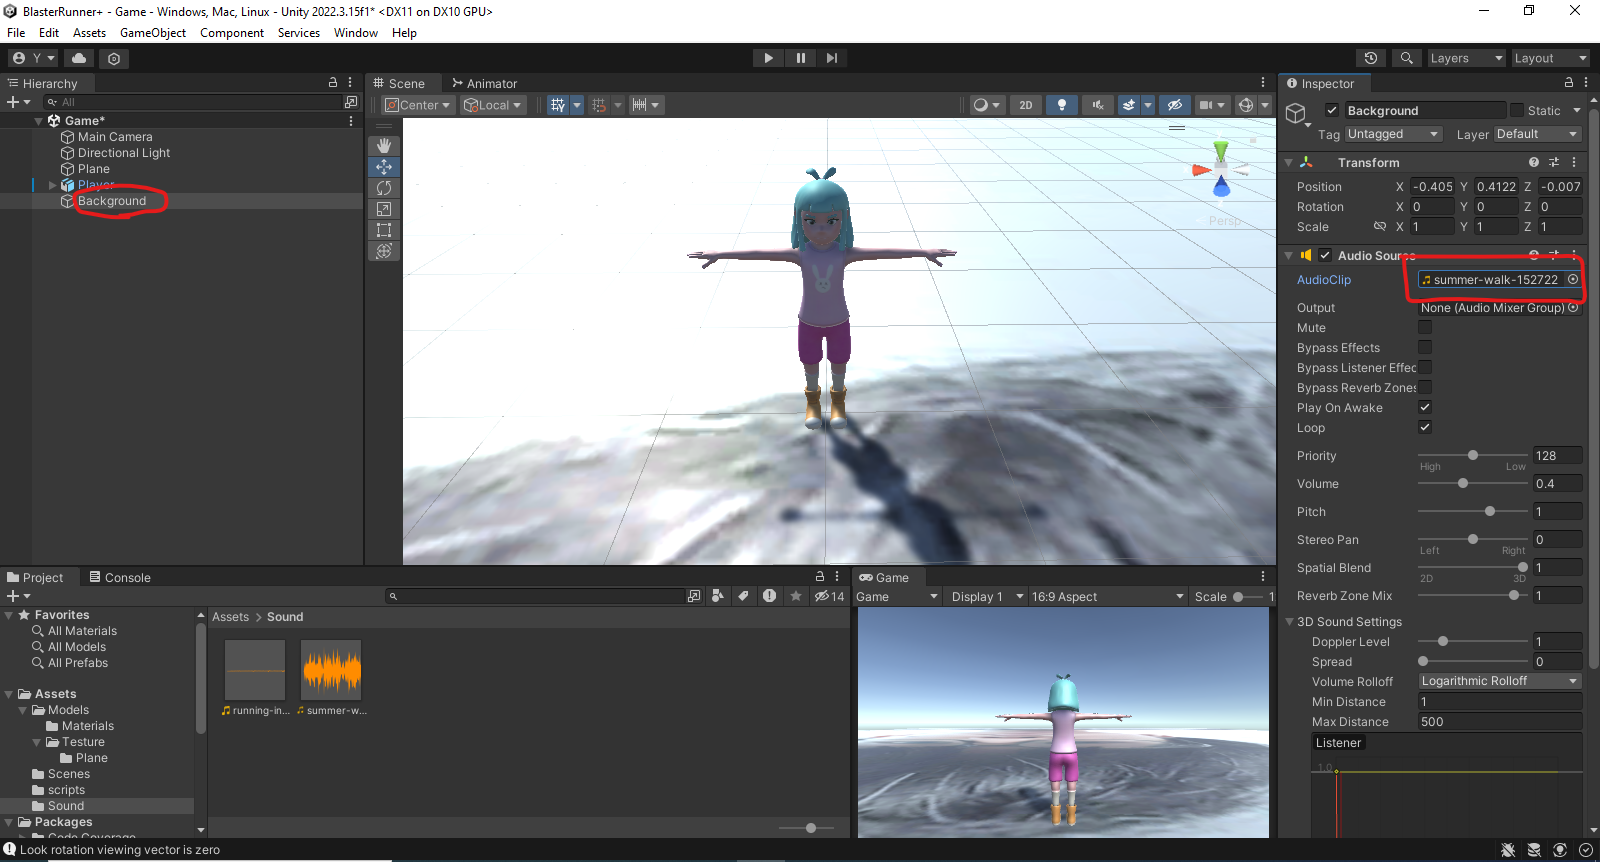 BlasterRunner+ - Game - Windows, Mac, Linux - Unity 2022.3.15f1* <DX11 on DX10 GPU>
File Edit Assets GameObject Component Services Window Help
Y Layers Layout
Hierarchy
All
Game*
Main Camera
Directional Light
Plane
Player
Background
Scene Animator
Center Local 2D
Persp
Inspector
Background Static
Tag Untagged Layer Default
Transform
Position X -0.405 Y 0.4122 Z -0.007
Rotation X 0 Y 0 Z 0
Scale X 1 Y 1 Z 1
Audio Source
AudioClip summer-walk-152722
Output None (Audio Mixer Group)
Mute
Bypass Effects
Bypass Listener Effec
Bypass Reverb Zones
Play On Awake
Loop
Priority 128
High Low
Volume 0.4
Pitch 1
Stereo Pan 0
Left Right
Spatial Blend 1
2D 3D
Reverb Zone Mix 1
3D Sound Settings
Doppler Level 1
Spread 0
Volume Rolloff Logarithmic Rolloff
Min Distance 1
Max Distance 500
Listener
1.0
Project Console
14
Favorites
All Materials
All Models
All Prefabs
Assets
Models
Materials
Testure
Plane
Scenes
scripts
Sound
Packages
Code Coverage
Assets > Sound
running-in... summer-w...
Game
Game Display 1 16:9 Aspect Scale 1
Look rotation viewing vector is zero